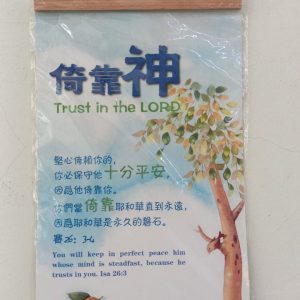 倚靠神
Trust in the LORD
堅心倚賴你的,
你必保守他十分平安,
因為他倚靠你。
你們當倚靠耶和華直到永遠,
因為耶和華是永久的磐石。
賽26：3-4
You will keep in perfect peace him
whose mind is steadfast, because he
trusts in you. Isa 26:3